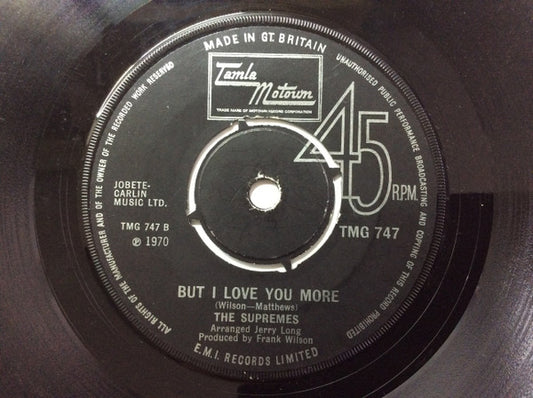 MADE IN GT. BRITAIN
ALL RIGHTS OF THE MANUFACTURER AND OF THE OWNER OF THE RECORDED WORK RESERVED
UNAUTHORISED PUBLIC PERFORMANCE BROADCASTING AND COPYING OF THIS RECORD PROHIBITED
Tamla
Motown
TRADE MARK OF MOTOWN RECORD CORPORATION
45
R.P.M.
JOBETE-
CARLIN
MUSIC LTD.
TMG 747 B
℗ 1970
TMG 747
BUT I LOVE YOU MORE
(Wilson—Matthews)
THE SUPREMES
Arranged Jerry Long
Produced by Frank Wilson
E.M.I. RECORDS LIMITED